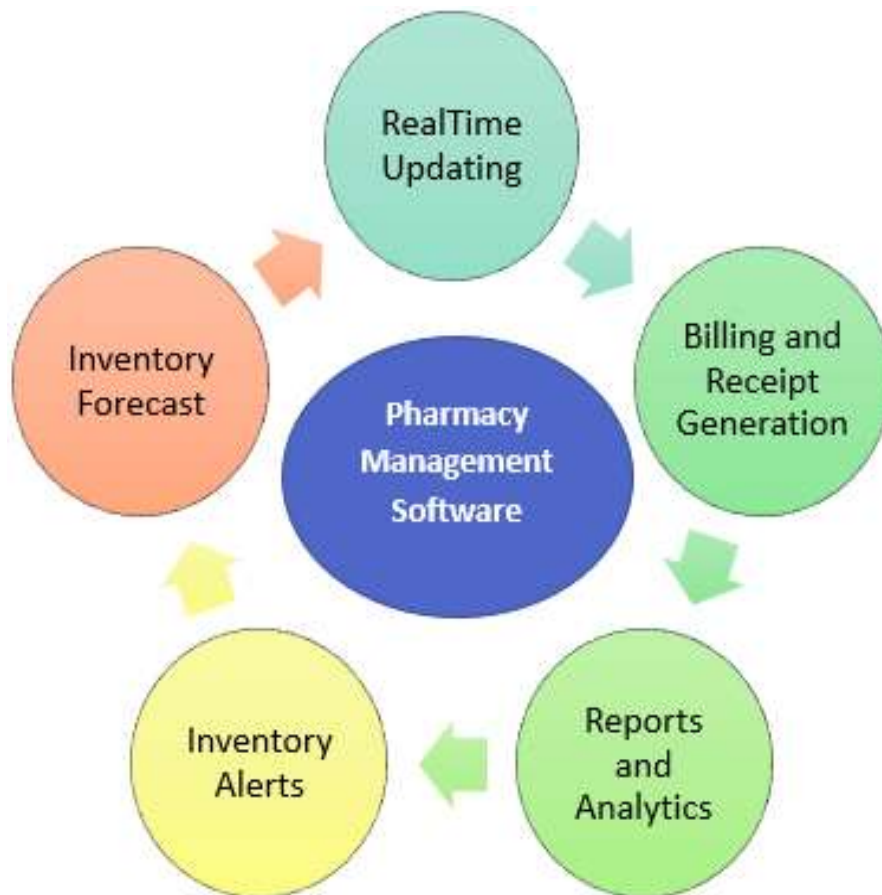 RealTime
Updating
Billing and
Receipt
Generation
Reports
and
Analytics
Inventory
Alerts
Inventory
Forecast
Pharmacy
Management
Software